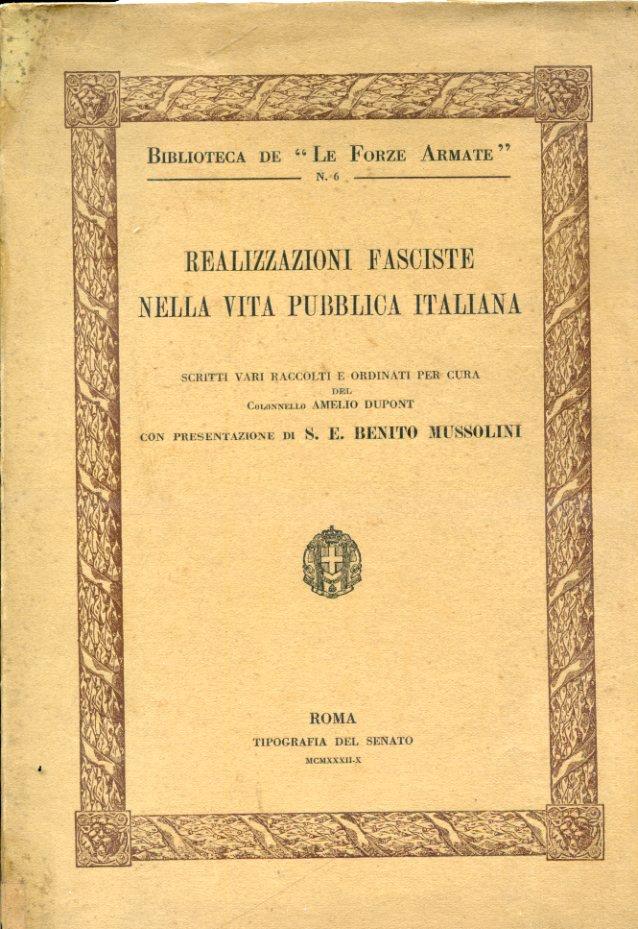 BIBLIOTECA DE “LE FORZE ARMATE”
N. 6
REALIZZAZIONI FASCISTE
NELLA VITA PUBBLICA ITALIANA
SCRITTI VARI RACCOLTI E ORDINATI PER CURA
DEL
COLONNELLO AMELIO DUPONT
CON PRESENTAZIONE DI S. E. BENITO MUSSOLINI
ROMA
TIPOGRAFIA DEL SENATO
MCMXXXII-X